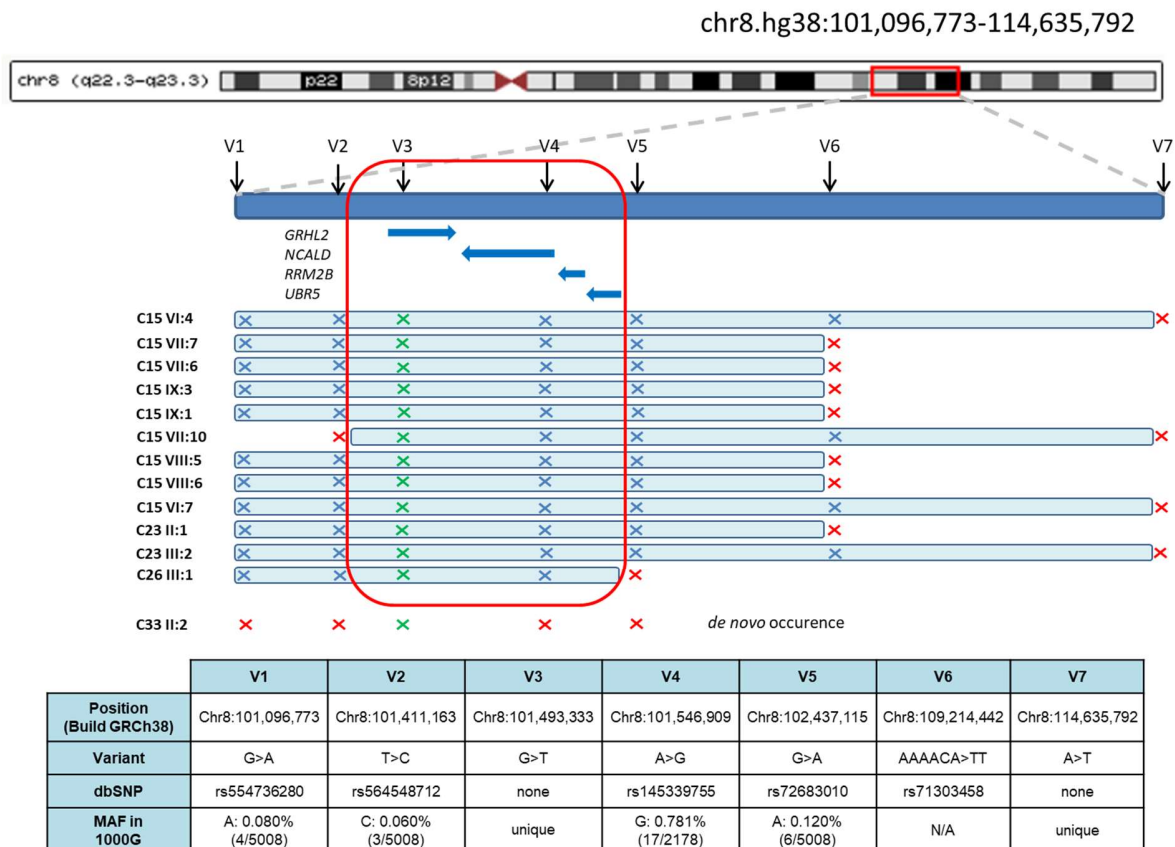 chr8.hg38:101,096,773-114,635,792
chr8 (q22.3-q23.3) p22 8p12
V1 V2 V3 V4 V5 V6 V7
GRHL2
NCALD
RRM2B
UBR5
C15 VI:4
C15 VII:7
C15 VII:6
C15 IX:3
C15 IX:1
C15 VII:10
C15 VIII:5
C15 VIII:6
C15 VI:7
C23 II:1
C23 III:2
C26 III:1
C33 II:2 de novo occurence
V1 V2 V3 V4 V5 V6 V7
Position
(Build GRCh38) Chr8:101,096,773 Chr8:101,411,163 Chr8:101,493,333 Chr8:101,546,909 Chr8:102,437,115 Chr8:109,214,442 Chr8:114,635,792
Variant G>A T>C G>T A>G G>A AAAACA>TT A>T
dbSNP rs554736280 rs564548712 none rs145339755 rs72683010 rs71303458 none
MAF in A: 0.080% C: 0.060% unique G: 0.781% A: 0.120% N/A unique
1000G (4/5008) (3/5008) (17/2178) (6/5008)